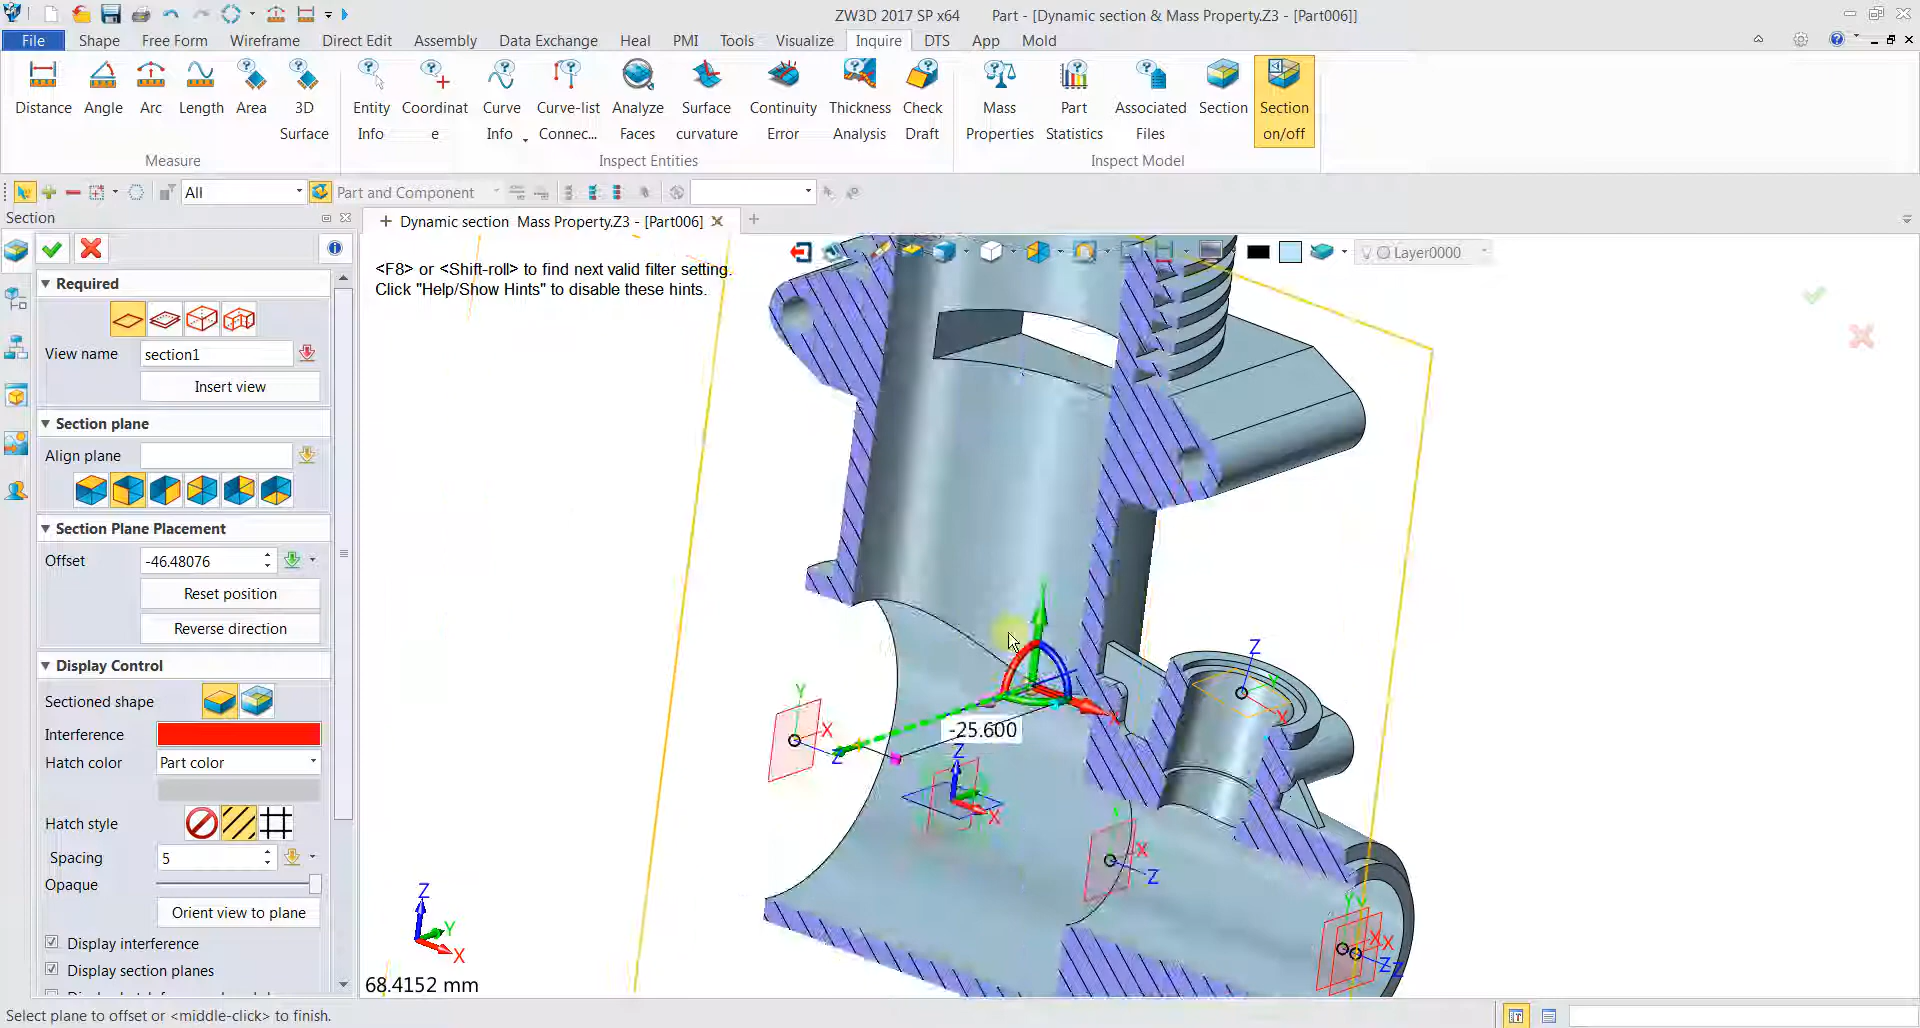 ZW3D 2017 SP x64 Part - [Dynamic section & Mass Property.Z3 - [Part006]]
File Shape Free Form Wireframe Direct Edit Assembly Data Exchange Heal PMI Tools Visualize Inquire DTS App Mold
Distance Angle Arc Length Area 3D Surface
Entity Info Coordinat e Curve Info Curve-list Connec... Analyze Faces Surface curvature Continuity Error Thickness Analysis Check Draft
Mass Properties Part Statistics Associated Files Section Section on/off
Measure Inspect Entities Inspect Model
All Part and Component
Section
Dynamic section Mass Property.Z3 - [Part006]
<F8> or <Shift-roll> to find next valid filter setting.
Click "Help/Show Hints" to disable these hints.
Layer0000
Required
View name section1
Insert view
Section plane
Align plane
Section Plane Placement
Offset -46.48076
Reset position
Reverse direction
Display Control
Sectioned shape
Interference
Hatch color Part color
Hatch style
Spacing 5
Opaque
Orient view to plane
Display interference
Display section planes
Y
X
Z
-25.600
X
Z
X
Z
Y
X
X
Z
X
X
Z
Z
Z
Y
X
68.4152 mm
Select plane to offset or <middle-click> to finish.